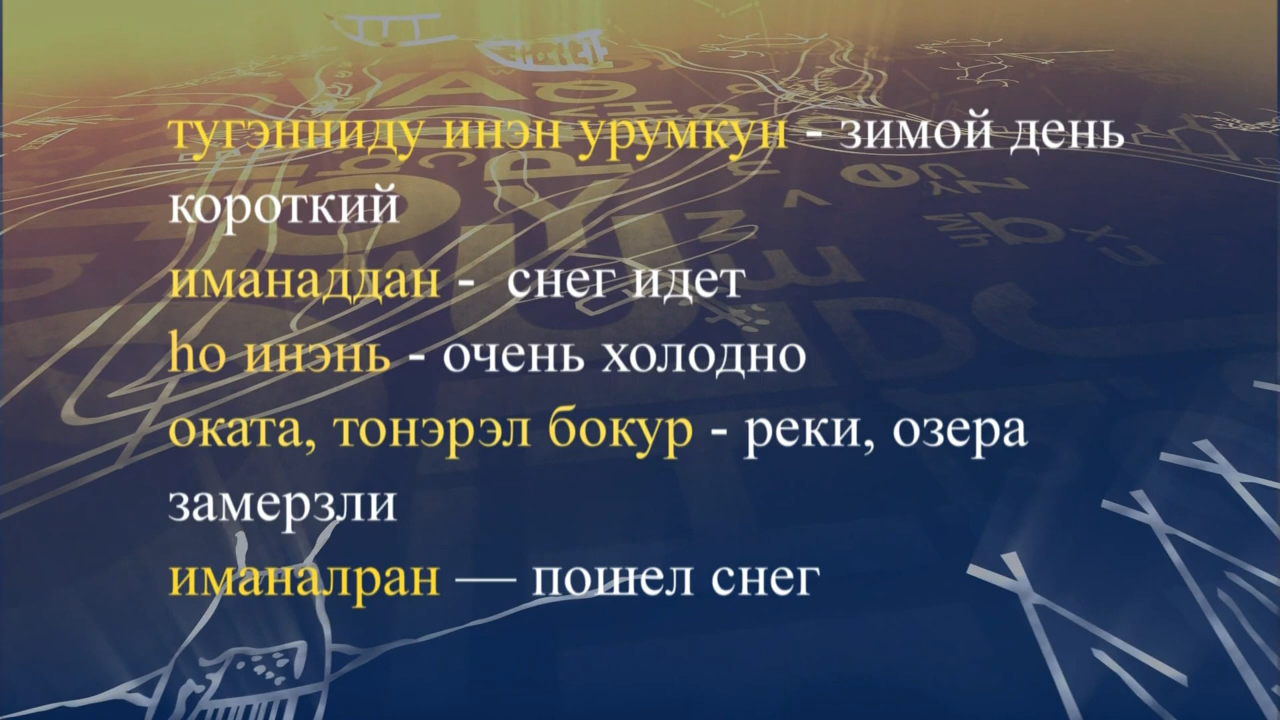 тугэнниду инэн урумкун - зимой день
короткий
иманаддан - снег идет
һо инэнь - очень холодно
оката, тонэрэл бокур - реки, озера
замерзли
иманалран — пошел снег